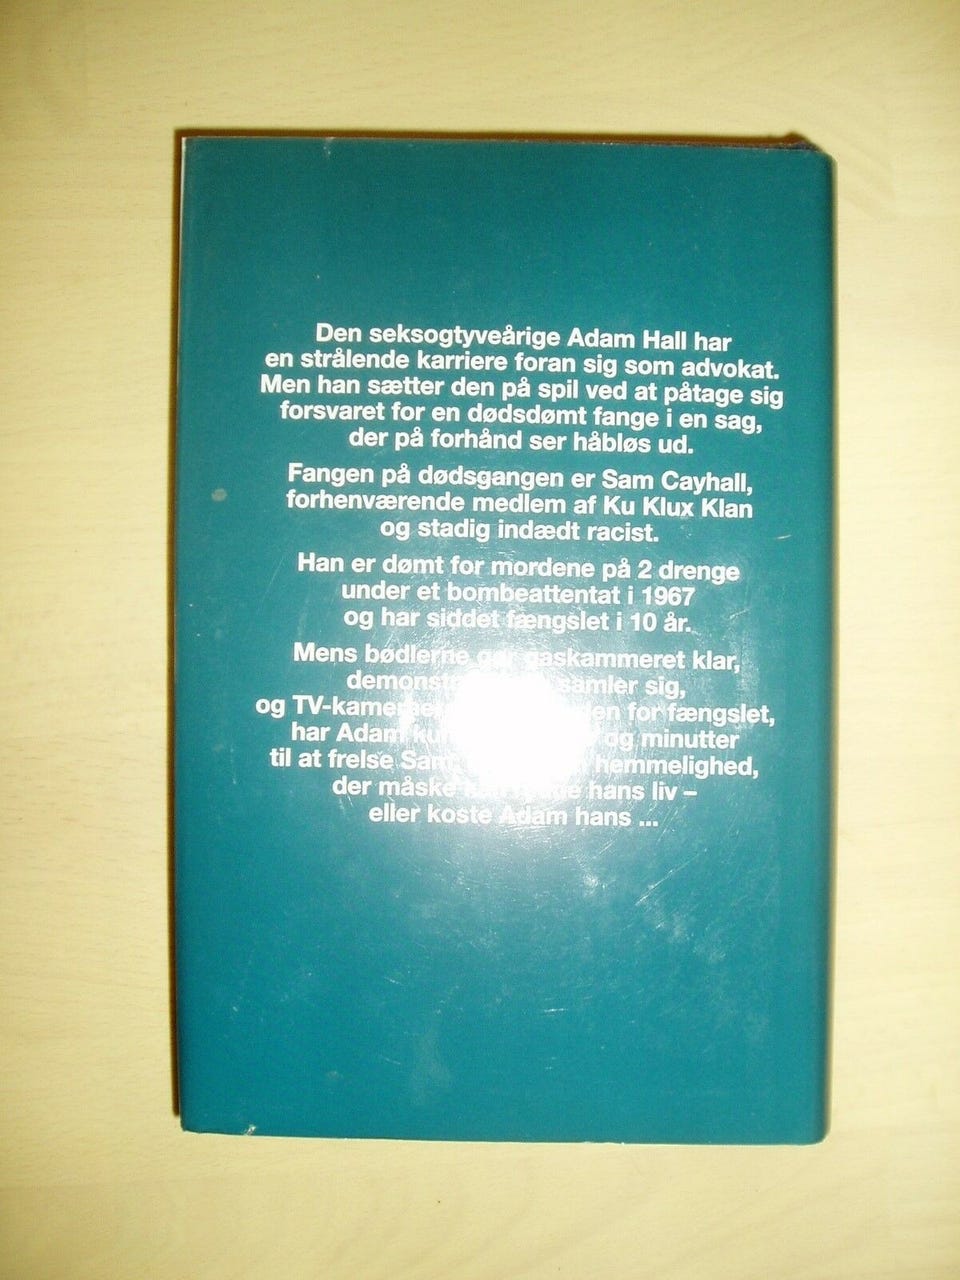 Den seksogtyveårige Adam Hall har
en strålende karriere foran sig som advokat.
Men han sætter den på spil ved at påtage sig
forsvaret for en dødsdømt fange i en sag,
der på forhånd ser håbløs ud.
Fangen på dødsgangen er Sam Cayhall,
forhenværende medlem af Ku Klux Klan
og stadig indædt racist.
Han er dømt for mordene på 2 drenge
under et bombeattentat i 1967
og har siddet fængslet i 10 år.
Mens bødlerne gør gaskammeret klar,
samler sig,
og for fængslet,
har Adam og minutter
til at frelse hemmelighed,
der måske hans liv –
eller koste Adam hans ...